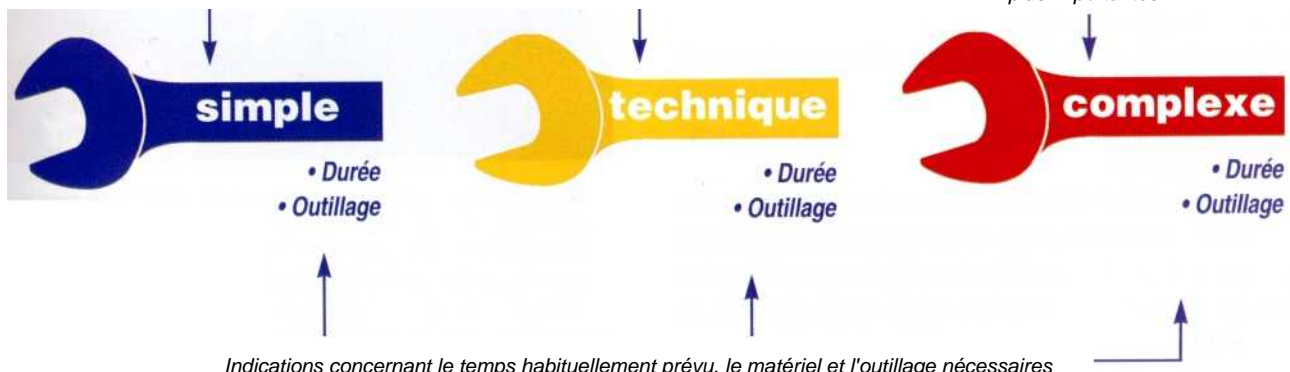 simple
technique
complexe
• Durée
• Outillage
• Durée
• Outillage
• Durée
• Outillage
Indications concernant le temps habituellement prévu, le matériel et l'outillage nécessaires